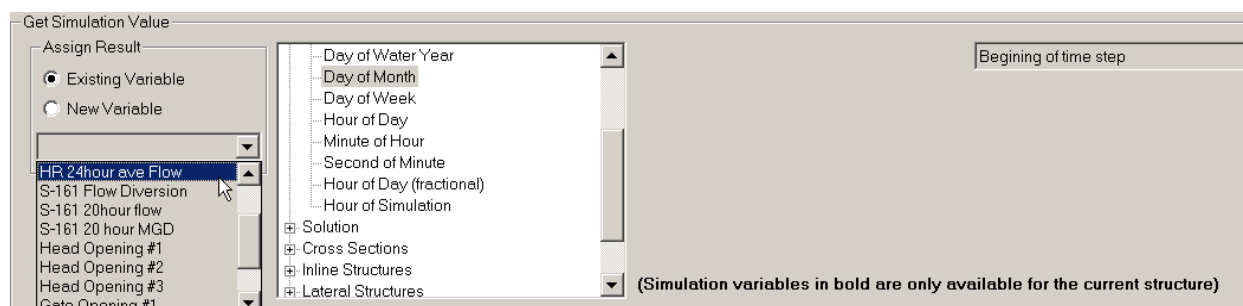 Get Simulation Value
Assign Result
Existing Variable
New Variable
HR 24hour ave Flow
S-161 Flow Diversion
S-161 20hour flow
S-161 20 hour MGD
Head Opening #1
Head Opening #2
Head Opening #3
Gate Opening #1
Day of Water Year
Day of Month
Day of Week
Hour of Day
Minute of Hour
Second of Minute
Hour of Day (fractional)
Hour of Simulation
Solution
Cross Sections
Inline Structures
Lateral Structures
Begining of time step
(Simulation variables in bold are only available for the current structure)